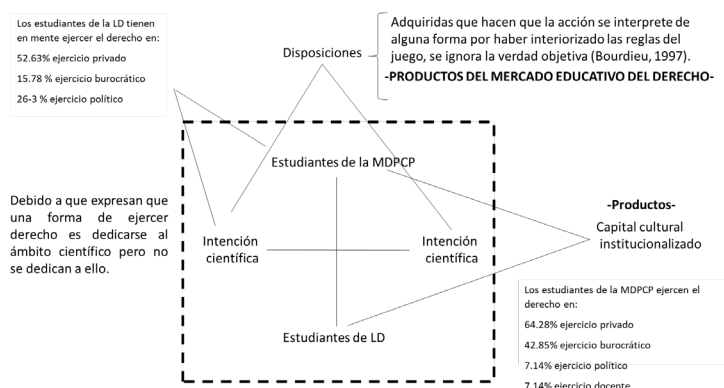 Los estudiantes de la LD tienen
en mente ejercer el derecho en:
52.63% ejercicio privado
15.78 % ejercicio burocrático
26-3 % ejercicio político
Disposiciones
Adquiridas que hacen que la acción se interprete de
alguna forma por haber interiorizado las reglas del
juego, se ignora la verdad objetiva (Bourdieu, 1997).
-PRODUCTOS DEL MERCADO EDUCATIVO DEL DERECHO-
Estudiantes de la MDPCP
Debido a que expresan que
una forma de ejercer
derecho es dedicarse al
ámbito científico pero no
se dedican a ello.
Intención
científica
Intención
científica
-Productos-
Capital cultural
institucionalizado
Estudiantes de LD
Los estudiantes de la MDPCP ejercen el
derecho en:
64.28% ejercicio privado
42.85% ejercicio burocrático
7.14% ejercicio político
7.14% ejercicio docente